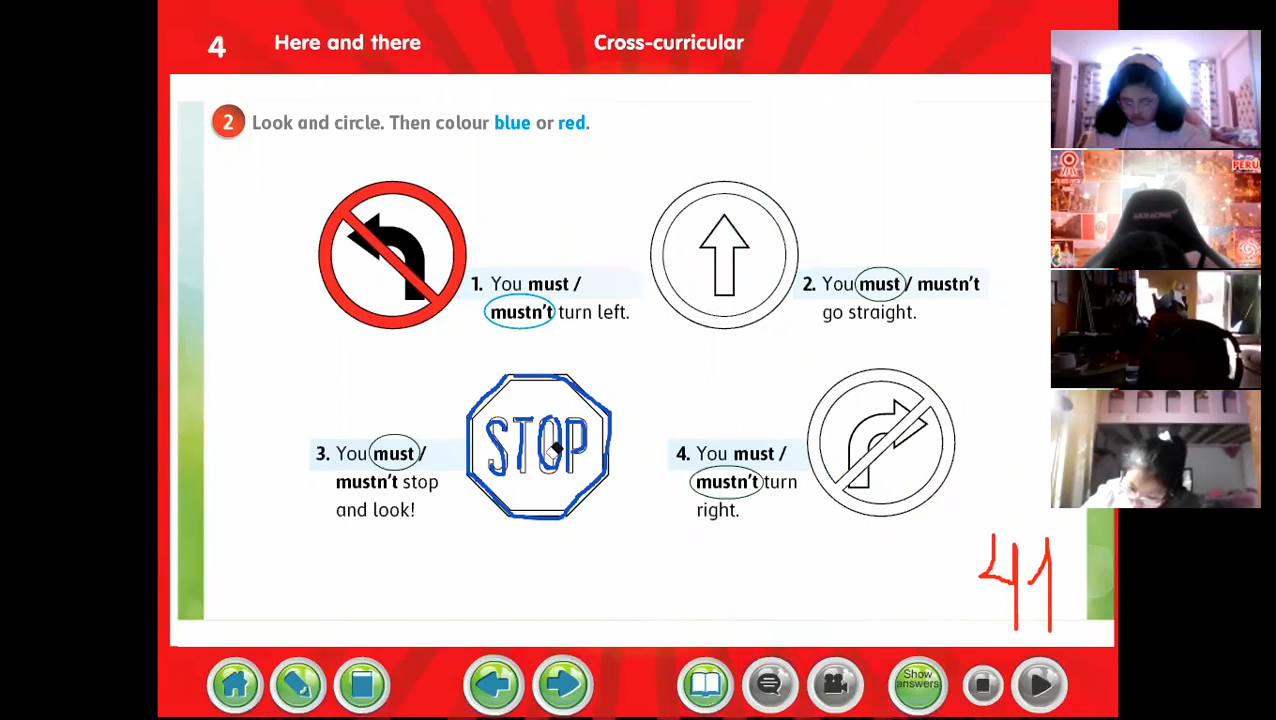 4 Here and there Cross-curricular
2 Look and circle. Then colour blue or red.
1. You must /
mustn't turn left.
2. You must / mustn't
go straight.
3. You must /
mustn't stop
and look!
STOP
4. You must /
mustn't turn
right.
41
Show
answers
PERU